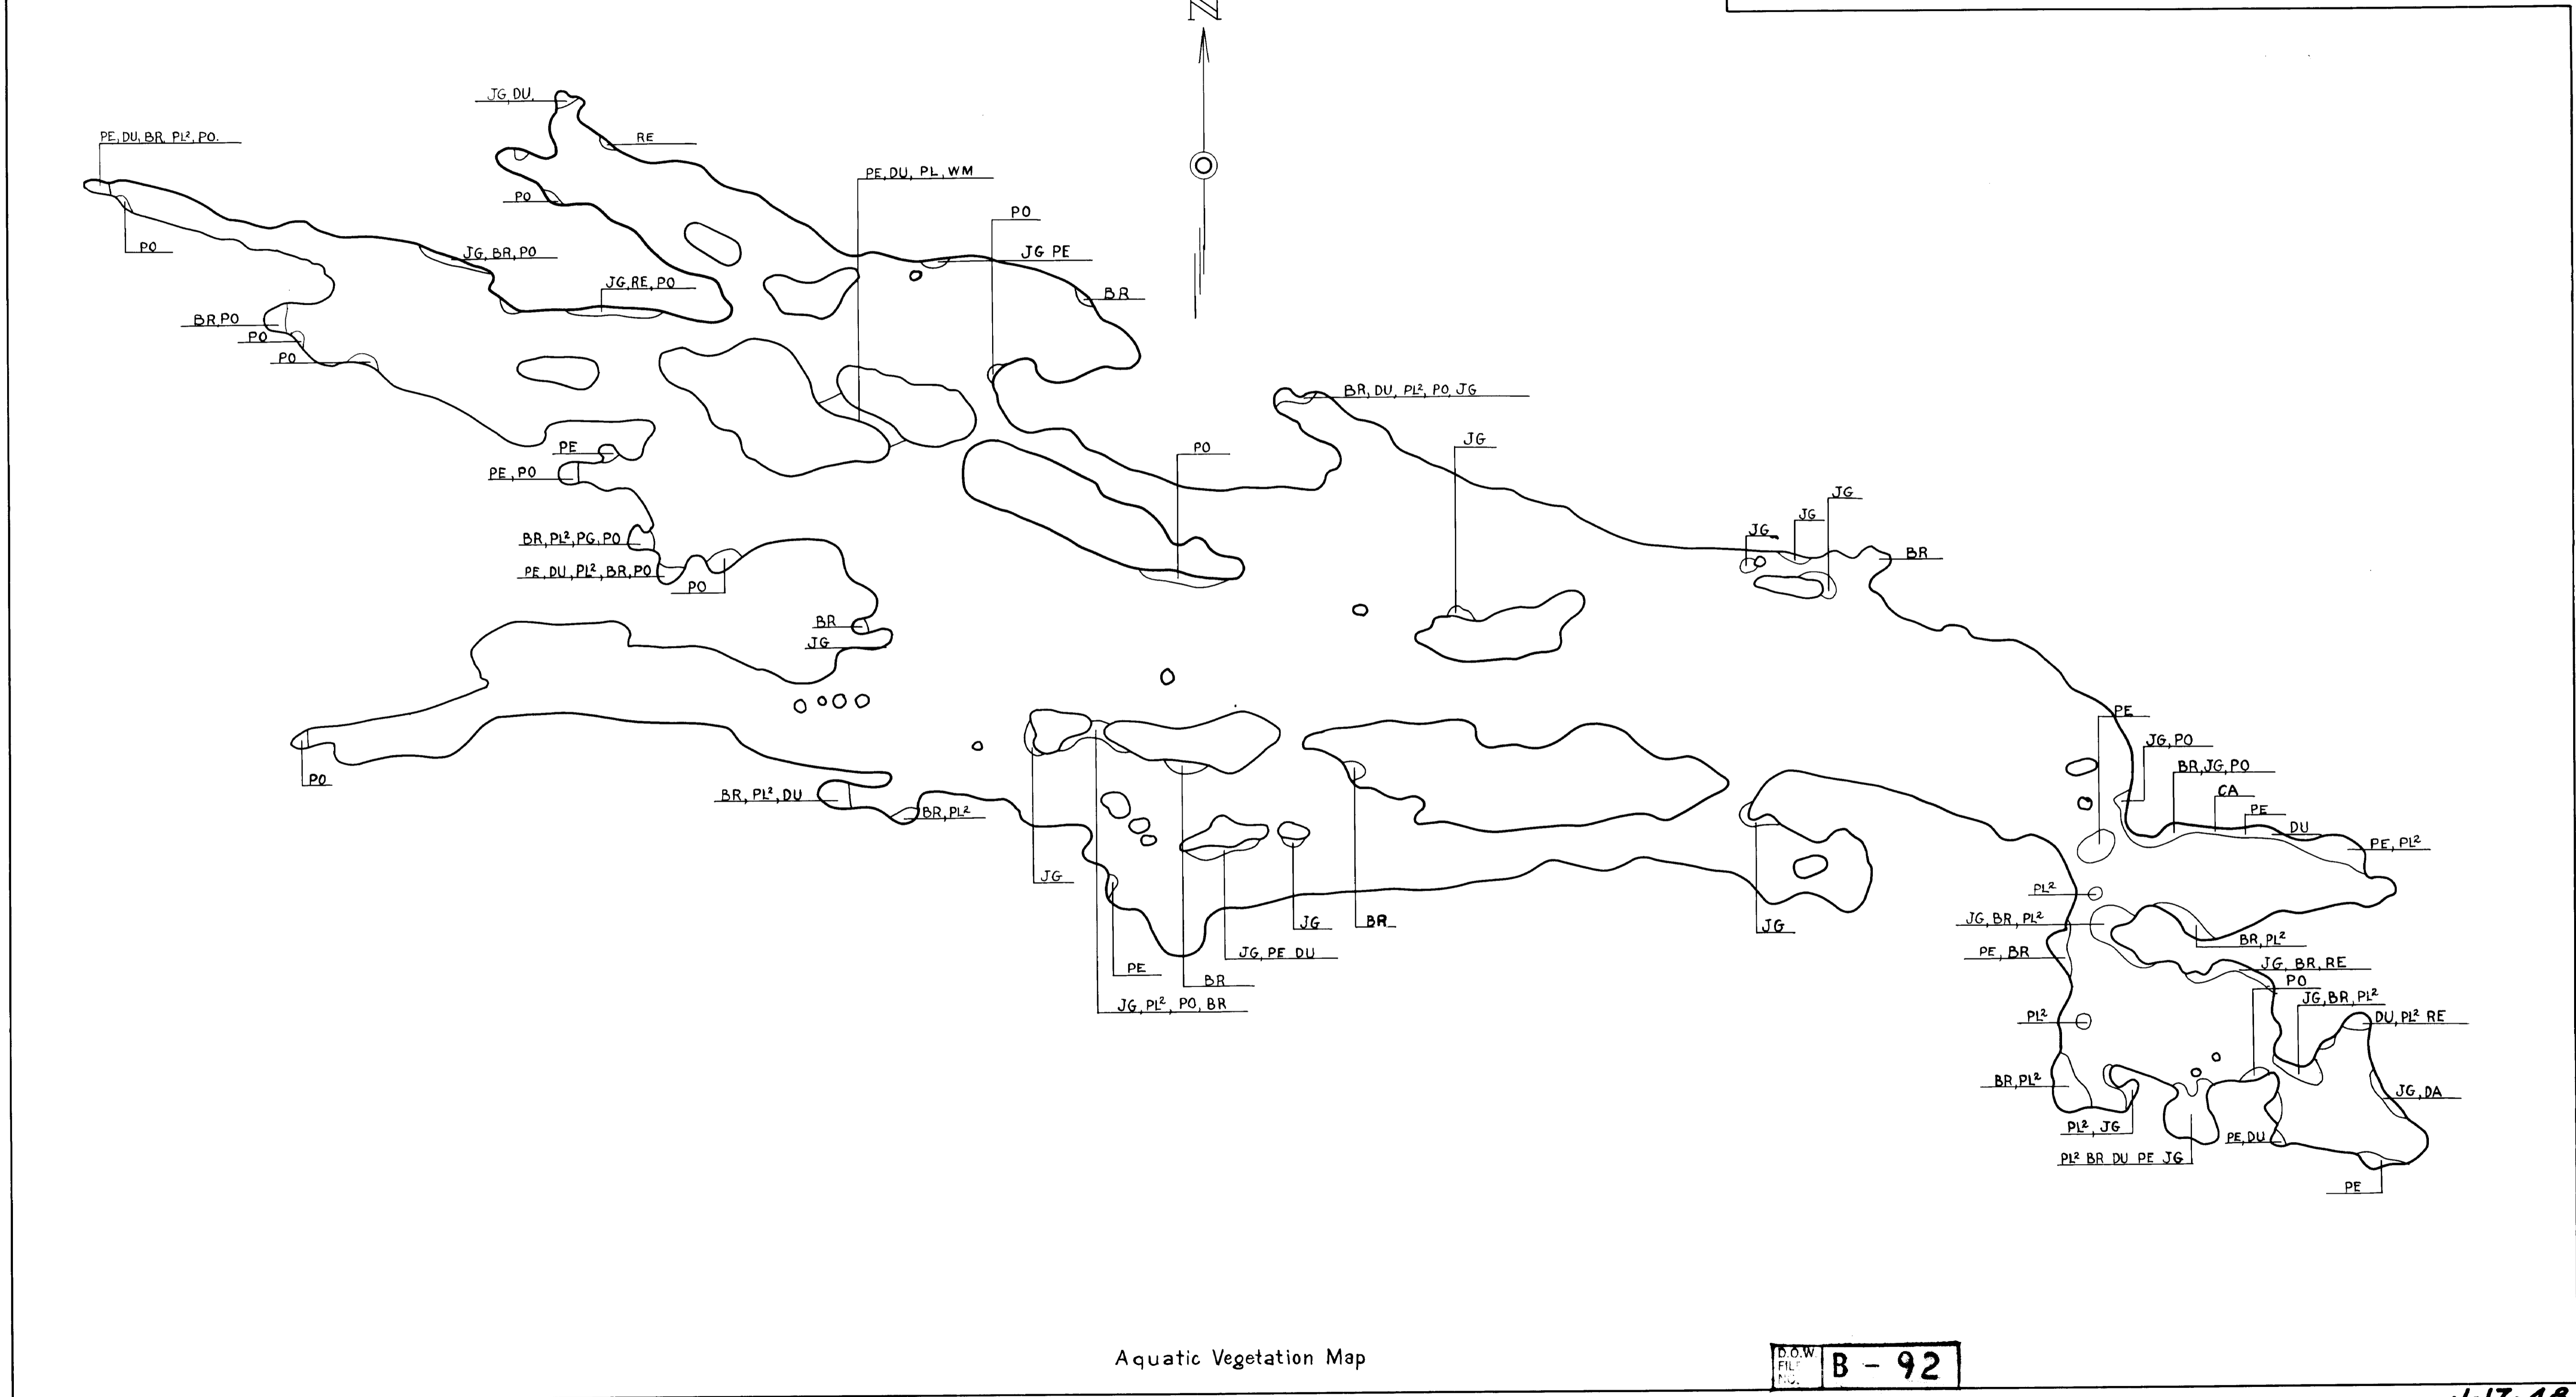 N
JG, DU,
PE, DU, BR, PL², PO.
RE
PE, DU, PL, WM
PO
PO
PO
JG, BR, PO
JG PE
JG, RE, PO
BR
BR, PO
PO
PO
BR, DU, PL², PO, JG
PE
PO
JG
PE, PO
JG
JG
JG
BR, PL², PG, PO
BR
PE, DU, PL², BR, PO
PO
BR
JG
PE
JG, PO
BR, JG, PO
PO
CA
BR, PL², DU
BR, PL²
PE
DU
PE, PL²
JG
PL²
JG
BR
JG
JG, BR, PL²
BR, PL²
JG, PE DU
PE, BR
JG, BR, RE
PE
BR
PO
JG, PL², PO, BR
JG, BR, PL²
PL²
DU, PL² RE
BR, PL²
JG, DA
PL², JG
PE, DU
PL² BR DU PE JG
PE
Aquatic Vegetation Map
D.O.W.
FILE
NO.
B - 92